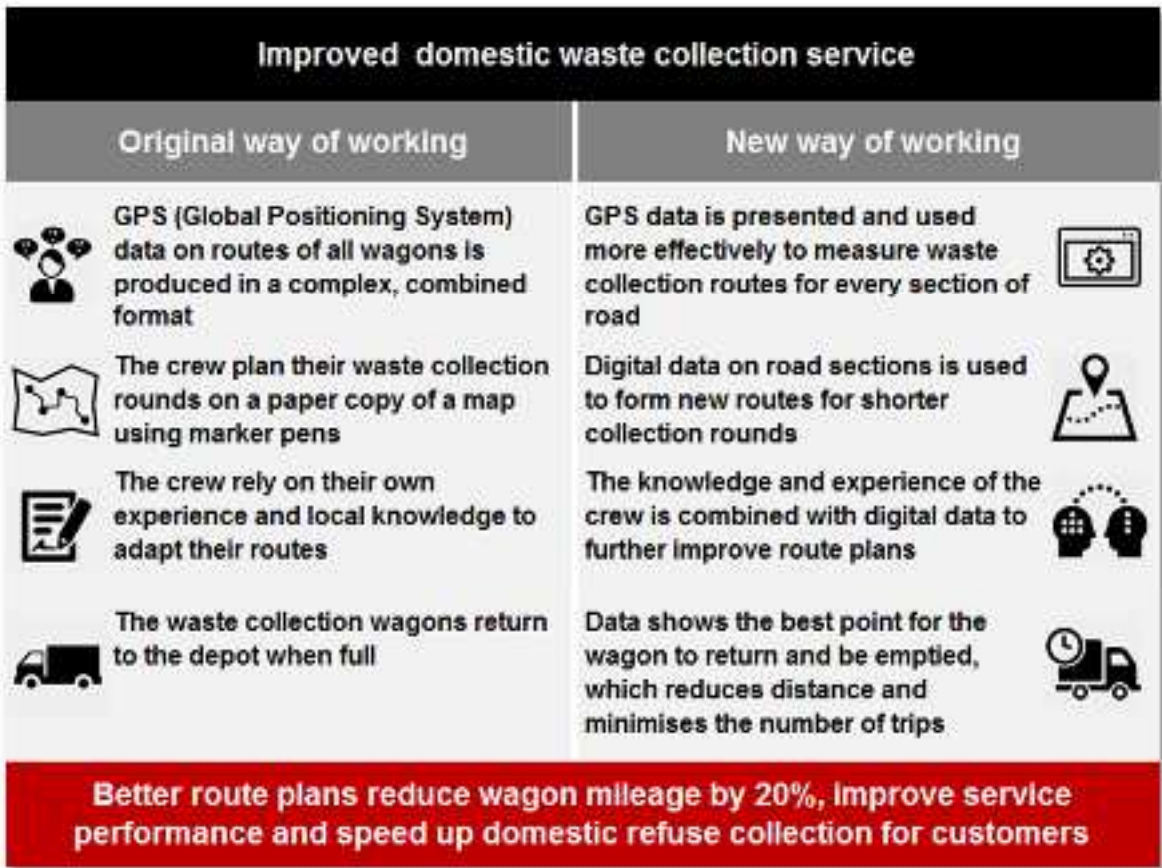 Improved domestic waste collection service
Original way of working
New way of working
GPS (Global Positioning System)
data on routes of all wagons is
produced in a complex, combined
format
GPS data is presented and used
more effectively to measure waste
collection routes for every section of
road
The crew plan their waste collection
rounds on a paper copy of a map
using marker pens
Digital data on road sections is used
to form new routes for shorter
collection rounds
The crew rely on their own
experience and local knowledge to
adapt their routes
The knowledge and experience of the
crew is combined with digital data to
further improve route plans
The waste collection wagons return
to the depot when full
Data shows the best point for the
wagon to return and be emptied,
which reduces distance and
minimises the number of trips
Better route plans reduce wagon mileage by 20%, improve service
performance and speed up domestic refuse collection for customers